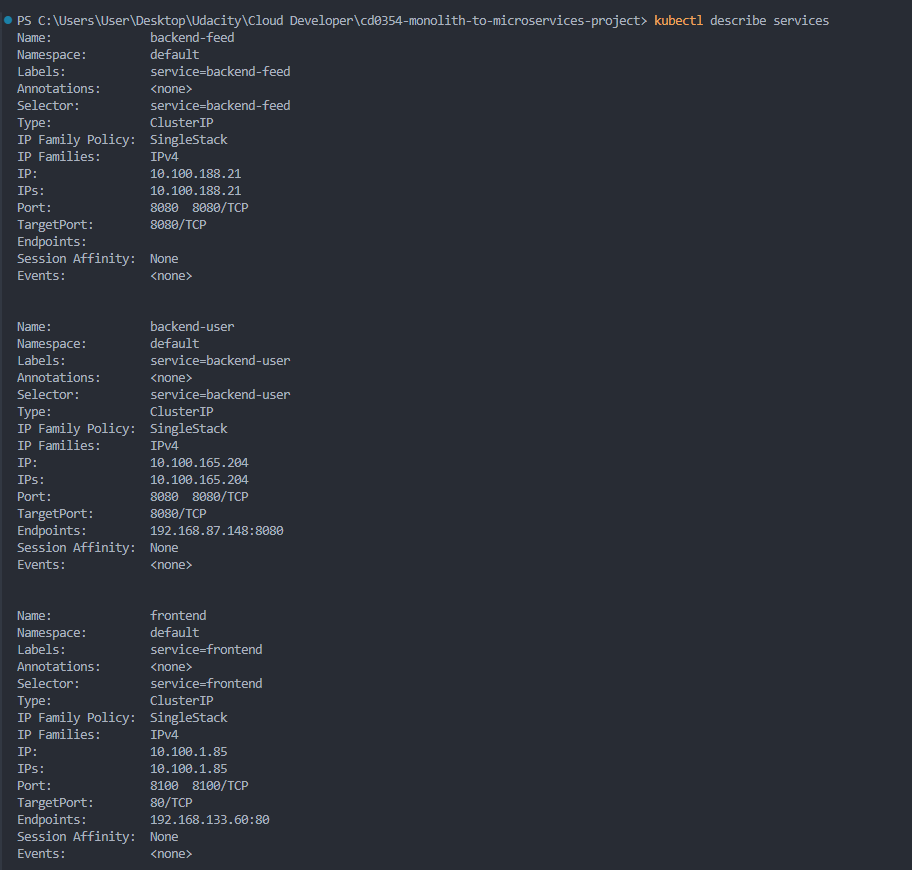 PS C:\Users\User\Desktop\Udacity\Cloud Developer\cd0354-monolith-to-microservices-project> kubectl describe services
Name:              backend-feed
Namespace:         default
Labels:            service=backend-feed
Annotations:       <none>
Selector:          service=backend-feed
Type:              ClusterIP
IP Family Policy:  SingleStack
IP Families:       IPv4
IP:                10.100.188.21
IPs:               10.100.188.21
Port:              8080  8080/TCP
TargetPort:        8080/TCP
Endpoints:
Session Affinity:  None
Events:            <none>

Name:              backend-user
Namespace:         default
Labels:            service=backend-user
Annotations:       <none>
Selector:          service=backend-user
Type:              ClusterIP
IP Family Policy:  SingleStack
IP Families:       IPv4
IP:                10.100.165.204
IPs:               10.100.165.204
Port:              8080  8080/TCP
TargetPort:        8080/TCP
Endpoints:         192.168.87.148:8080
Session Affinity:  None
Events:            <none>

Name:              frontend
Namespace:         default
Labels:            service=frontend
Annotations:       <none>
Selector:          service=frontend
Type:              ClusterIP
IP Family Policy:  SingleStack
IP Families:       IPv4
IP:                10.100.1.85
IPs:               10.100.1.85
Port:              8100  8100/TCP
TargetPort:        80/TCP
Endpoints:         192.168.133.60:80
Session Affinity:  None
Events:            <none>